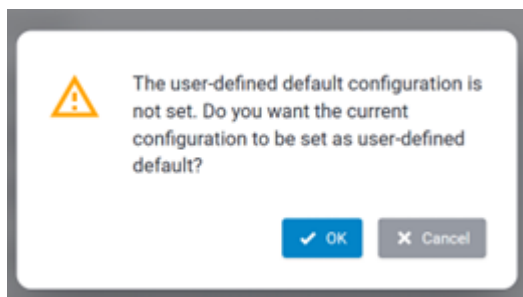 The user-defined default configuration is
not set. Do you want the current
configuration to be set as user-defined
default?
OK
Cancel